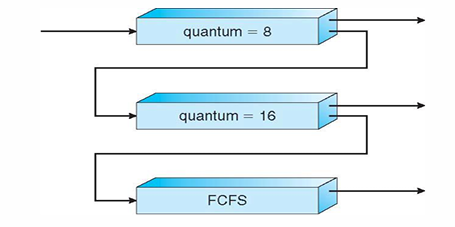 quantum = 8
quantum = 16
FCFS